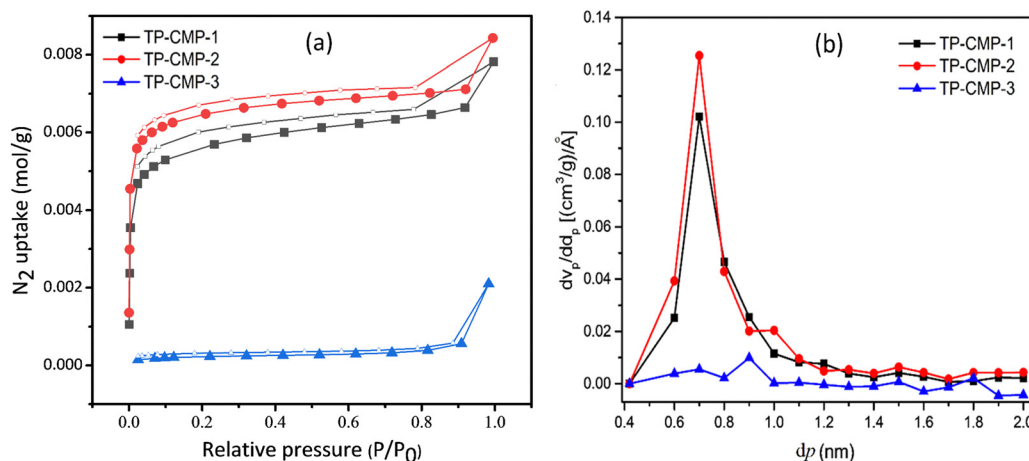 (a)
TP-CMP-1
TP-CMP-2
TP-CMP-3
N2 uptake (mol/g)
0.008
0.006
0.004
0.002
0.000
0.0 0.2 0.4 0.6 0.8 1.0
Relative pressure (P/P0)
(b)
TP-CMP-1
TP-CMP-2
TP-CMP-3
dvp/ddp [(cm3/g)/Å]
0.14
0.12
0.10
0.08
0.06
0.04
0.02
0.00
0.4 0.6 0.8 1.0 1.2 1.4 1.6 1.8 2.0
dp (nm)